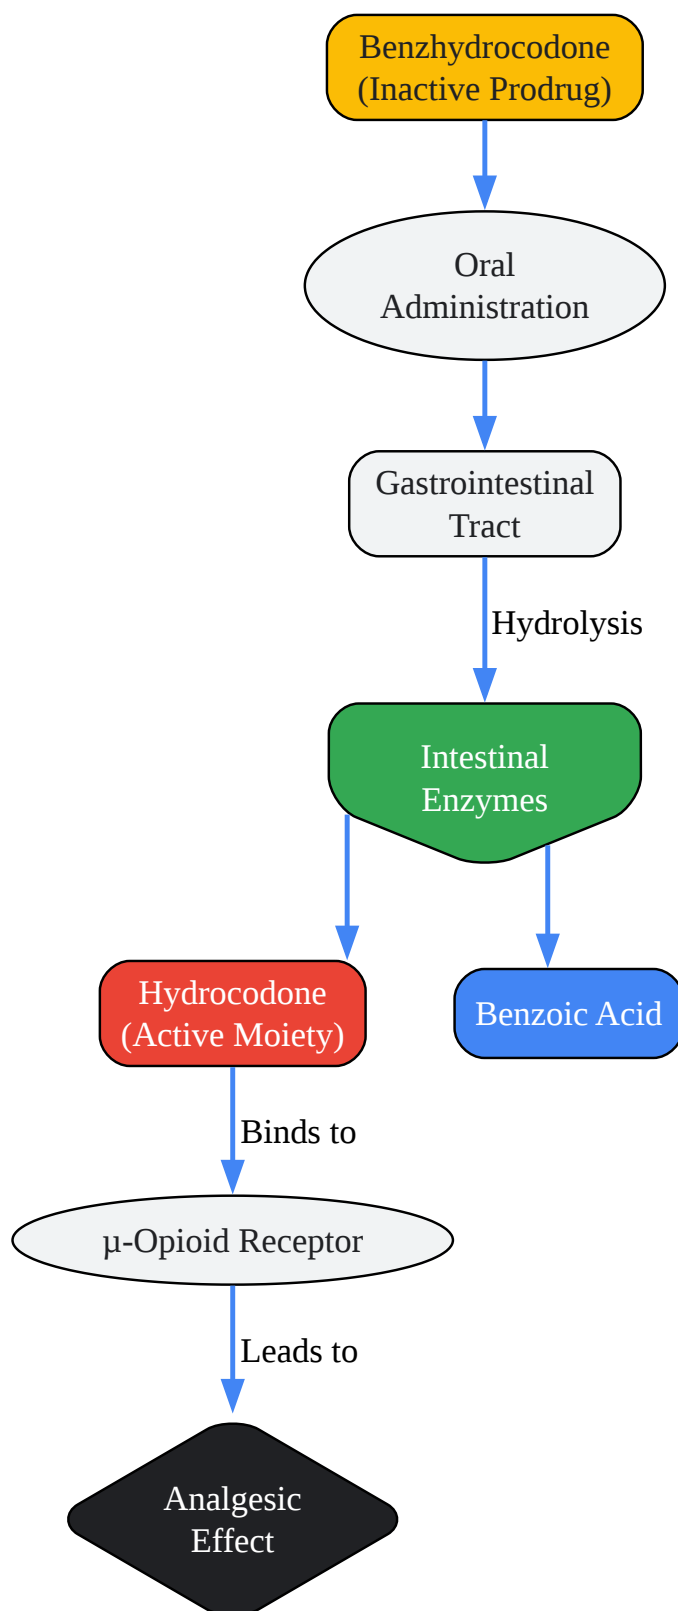 Benzhydrocodone
(Inactive Prodrug)
Oral
Administration
Gastrointestinal
Tract
Hydrolysis
Intestinal
Enzymes
Hydrocodone
(Active Moiety)
Benzoic Acid
Binds to
µ-Opioid Receptor
Leads to
Analgesic
Effect